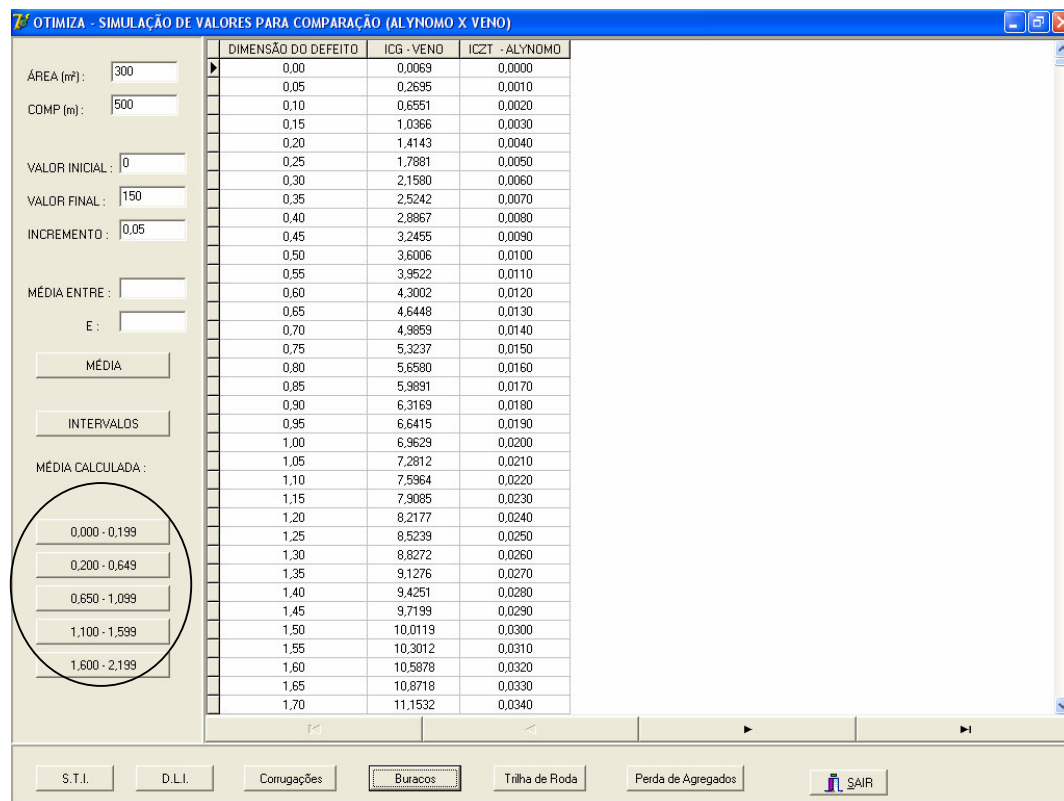 OTIMIZA - SIMULAÇÃO DE VALORES PARA COMPARAÇÃO (ALYNOMO X VENO)
ÁREA (m²) : 300
COMP (m) : 500
VALOR INICIAL : 0
VALOR FINAL : 150
INCREMENTO : 0,05
MÉDIA ENTRE :
E :
MÉDIA
INTERVALOS
MÉDIA CALCULADA :
0,000 - 0,199
0,200 - 0,649
0,650 - 1,099
1,100 - 1,599
1,600 - 2,199
DIMENSÃO DO DEFEITO ICG - VENO ICZT - ALYNOMO
0,00 0,0069 0,0000
0,05 0,2695 0,0010
0,10 0,6551 0,0020
0,15 1,0366 0,0030
0,20 1,4143 0,0040
0,25 1,7881 0,0050
0,30 2,1580 0,0060
0,35 2,5242 0,0070
0,40 2,8867 0,0080
0,45 3,2455 0,0090
0,50 3,6006 0,0100
0,55 3,9522 0,0110
0,60 4,3002 0,0120
0,65 4,6448 0,0130
0,70 4,9859 0,0140
0,75 5,3237 0,0150
0,80 5,6580 0,0160
0,85 5,9891 0,0170
0,90 6,3169 0,0180
0,95 6,6415 0,0190
1,00 6,9629 0,0200
1,05 7,2812 0,0210
1,10 7,5964 0,0220
1,15 7,9085 0,0230
1,20 8,2177 0,0240
1,25 8,5239 0,0250
1,30 8,8272 0,0260
1,35 9,1276 0,0270
1,40 9,4251 0,0280
1,45 9,7199 0,0290
1,50 10,0119 0,0300
1,55 10,3012 0,0310
1,60 10,5878 0,0320
1,65 10,8718 0,0330
1,70 11,1532 0,0340
S.T.I. D.L.I. Corrugações Buracos Trilha de Roda Perda de Agregados SAIR